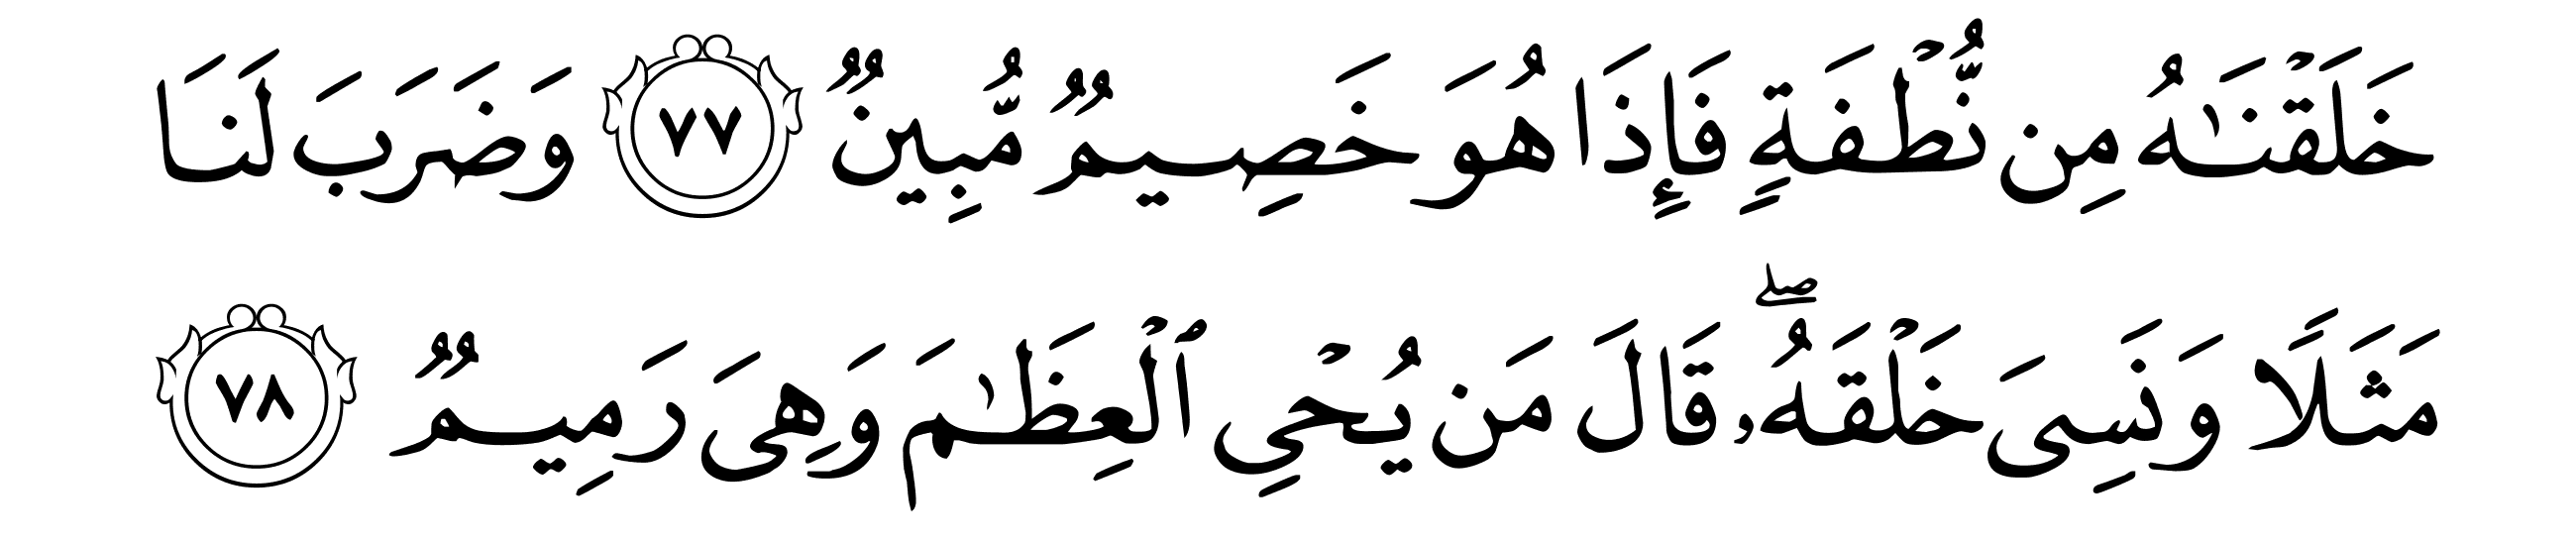 خَلَقْنَٰهُ مِن نُّطْفَةٍ فَإِذَا هُوَ خَصِيمٌ مُّبِينٌ ٧٧ وَضَرَبَ لَنَا
مَثَلًا وَنَسِىَ خَلْقَهُۥۖ قَالَ مَن يُحْىِ ٱلْعِظَٰمَ وَهِىَ رَمِيمٌ ٧٨